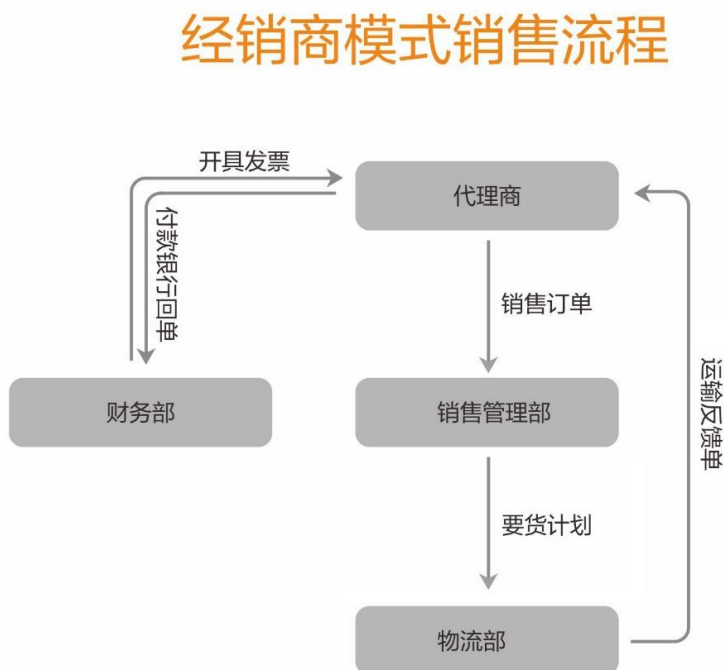 经销商模式销售流程
开具发票
代理商
付款银行回单
销售订单
财务部
销售管理部
运输反馈单
要货计划
物流部